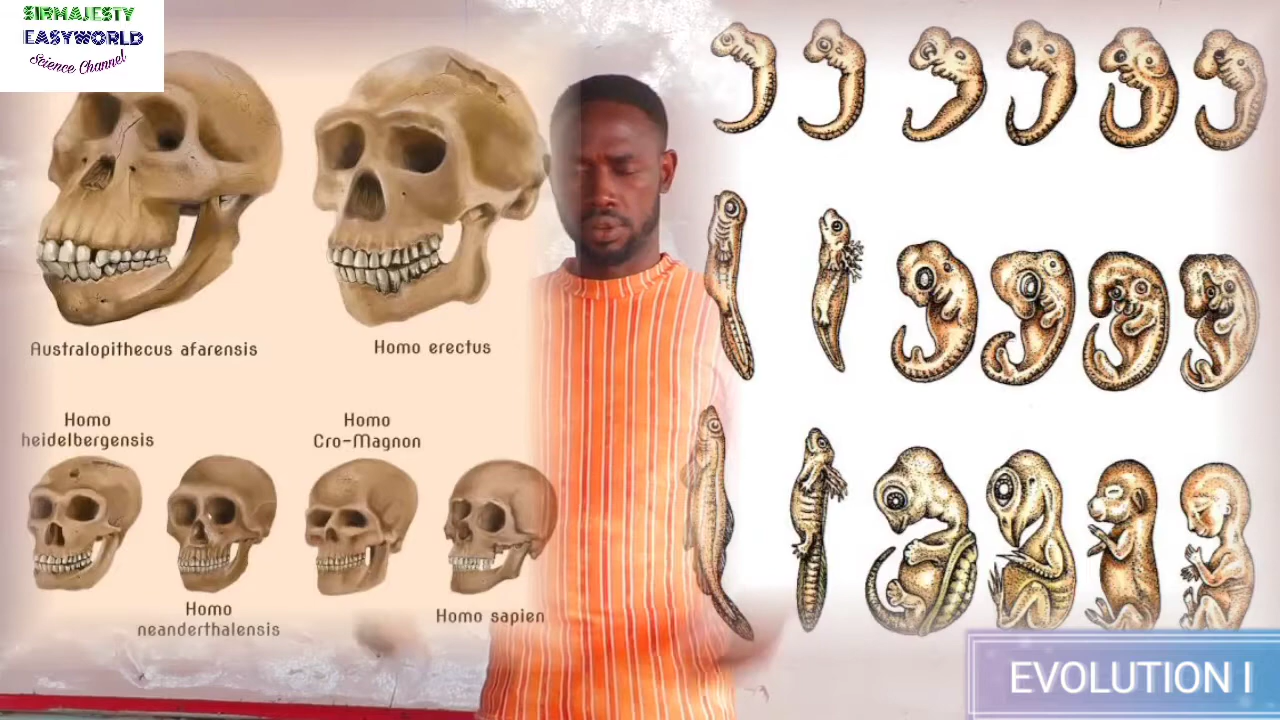 SIRMAJESTY
EASYWORLD
Science Channel
Australopithecus afarensis
Homo erectus
Homo
heidelbergensis
Homo
Cro-Magnon
Homo
neanderthalensis
Homo sapien
EVOLUTION I